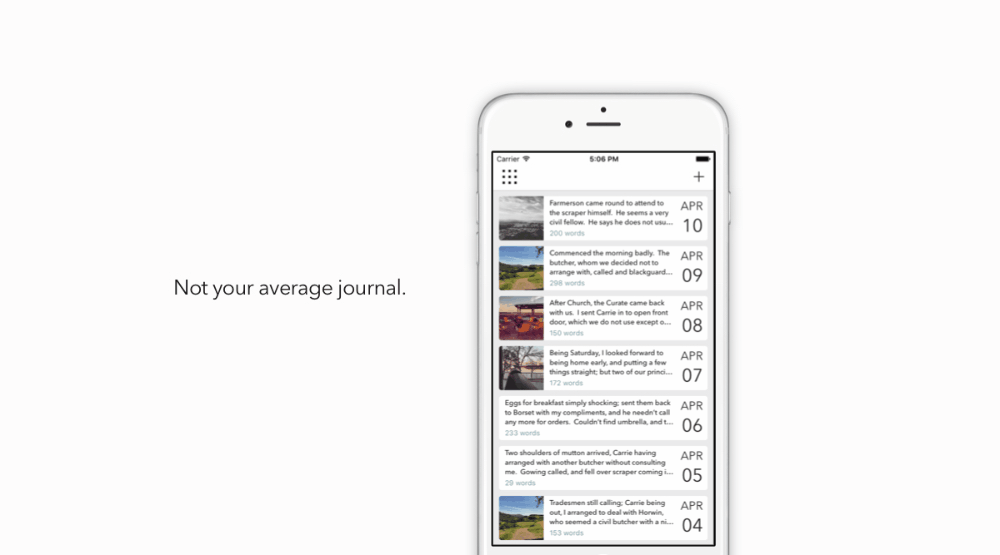 Not your average journal.
Carrier
5:06 PM
+
Farmerson came round to attend to
the scraper himself. He seems a very
civil fellow. He says he does not usu...
200 words
APR
10
Commenced the morning badly. The
butcher, whom we decided not to
arrange with, called and blackguard...
298 words
APR
09
After Church, the Curate came back
with us. I sent Carrie in to open front
door, which we do not use except o...
150 words
APR
08
Being Saturday, I looked forward to
being home early, and putting a few
things straight; but two of our princi...
172 words
APR
07
Eggs for breakfast simply shocking; sent them back
to Borset with my compliments, and he needn't call
any more for orders. Couldn't find umbrella, and t...
233 words
APR
06
Two shoulders of mutton arrived, Carrie having
arranged with another butcher without consulting
me. Gowing called, and fell over scraper coming i...
29 words
APR
05
Tradesmen still calling; Carrie being
out, I arranged to deal with Horwin,
who seemed a civil butcher with a ni...
153 words
APR
04